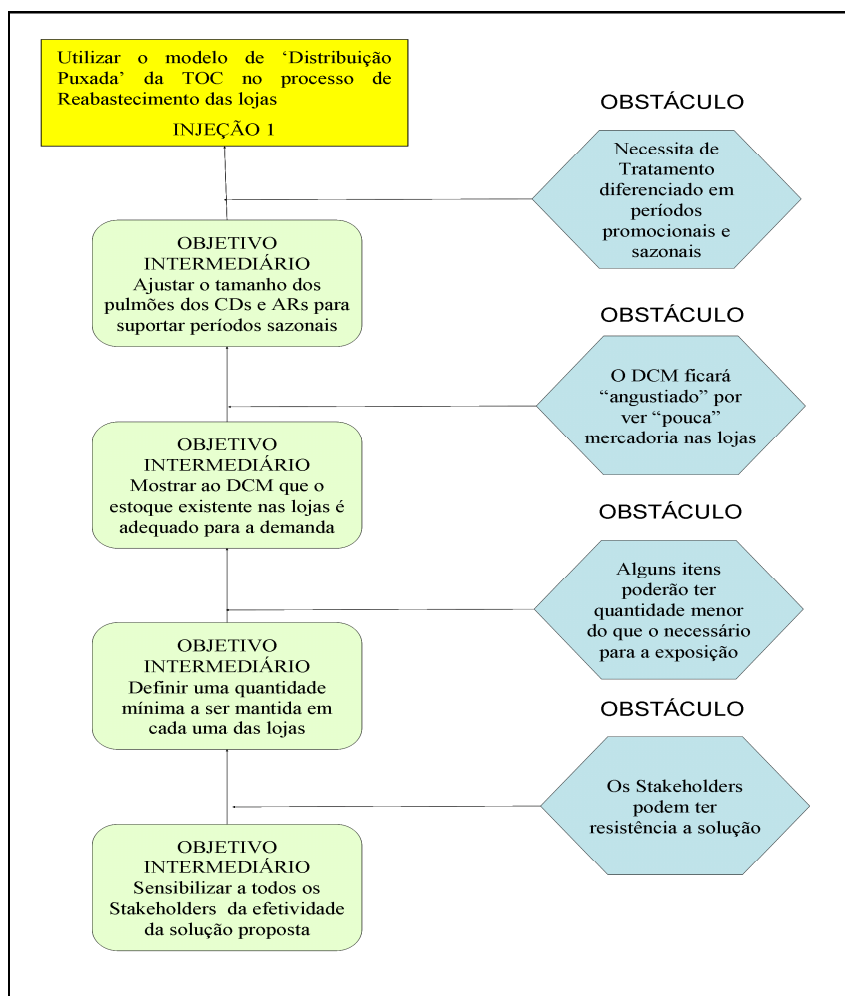 Utilizar o modelo de ‘Distribuição
Puxada’ da TOC no processo de
Reabastecimento das lojas
INJEÇÃO 1
OBSTÁCULO
Necessita de
Tratamento
diferenciado em
períodos
promocionais e
sazonais
OBJETIVO
INTERMEDIÁRIO
Ajustar o tamanho dos
pulmões dos CDs e ARs para
suportar períodos sazonais
OBSTÁCULO
O DCM ficará
“angustiado” por
ver “pouca”
mercadoria nas lojas
OBJETIVO
INTERMEDIÁRIO
Mostrar ao DCM que o
estoque existente nas lojas é
adequado para a demanda
OBSTÁCULO
Alguns itens
poderão ter
quantidade menor
do que o necessário
para a exposição
OBJETIVO
INTERMEDIÁRIO
Definir uma quantidade
mínima a ser mantida em
cada uma das lojas
OBSTÁCULO
Os Stakeholders
podem ter
resistência a solução
OBJETIVO
INTERMEDIÁRIO
Sensibilizar a todos os
Stakeholders da efetividade
da solução proposta